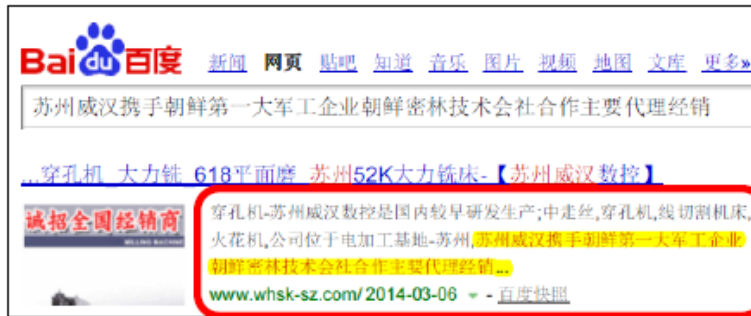 Bai du 百度 新闻 网页 贴吧 知道 音乐 图片 视频 地图 文库 更多»
苏州威汉携手朝鲜第一大军工企业朝鲜密林技术会社合作主要代理经销
...穿孔机_大力铣_618平面磨_苏州52K大力铣床-【苏州威汉数控】
诚招全国经销商
MILLING MACHINE
穿孔机-苏州威汉数控是国内较早研发生产;中走丝,穿孔机,线切割机床,
火花机,公司位于电加工基地-苏州,苏州威汉携手朝鲜第一大军工企业
朝鲜密林技术会社合作主要代理经销...
www.whsk-sz.com/ 2014-03-06 - 百度快照